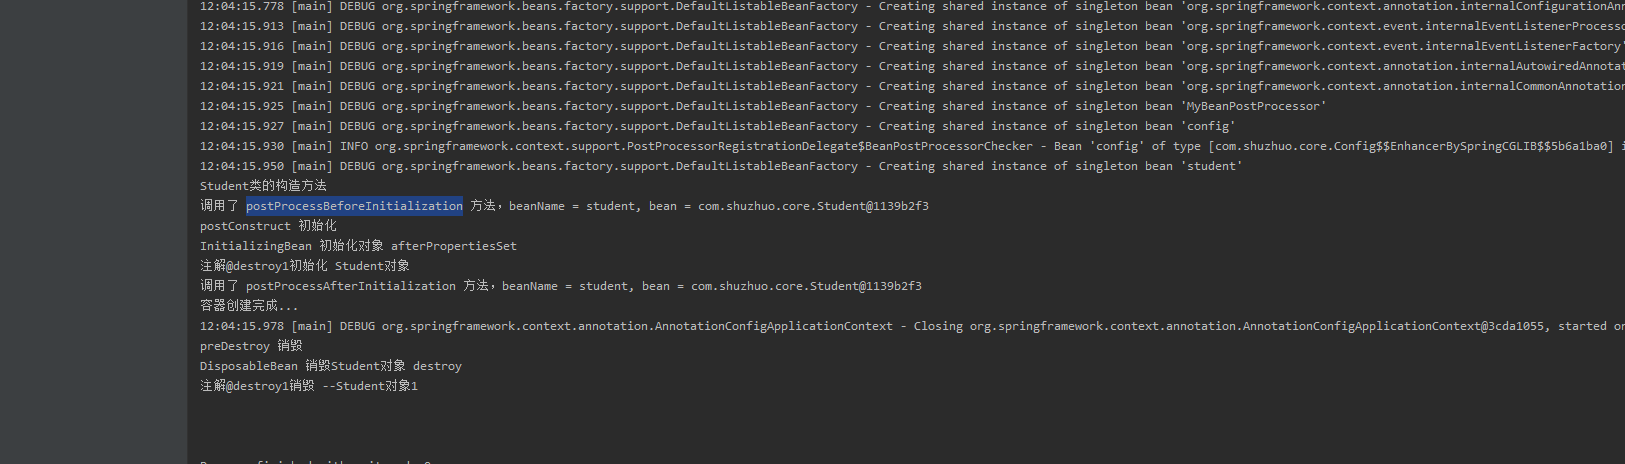 12:04:15.778 [main] DEBUG org.springframework.beans.factory.support.DefaultListableBeanFactory - Creating shared instance of singleton bean 'org.springframework.context.annotation.internalConfigurationAnn
12:04:15.913 [main] DEBUG org.springframework.beans.factory.support.DefaultListableBeanFactory - Creating shared instance of singleton bean 'org.springframework.context.event.internalEventListenerProcesso
12:04:15.916 [main] DEBUG org.springframework.beans.factory.support.DefaultListableBeanFactory - Creating shared instance of singleton bean 'org.springframework.context.event.internalEventListenerFactory'
12:04:15.919 [main] DEBUG org.springframework.beans.factory.support.DefaultListableBeanFactory - Creating shared instance of singleton bean 'org.springframework.context.annotation.internalAutowiredAnnotat
12:04:15.921 [main] DEBUG org.springframework.beans.factory.support.DefaultListableBeanFactory - Creating shared instance of singleton bean 'org.springframework.context.annotation.internalCommonAnnotation
12:04:15.925 [main] DEBUG org.springframework.beans.factory.support.DefaultListableBeanFactory - Creating shared instance of singleton bean 'MyBeanPostProcessor'
12:04:15.927 [main] DEBUG org.springframework.beans.factory.support.DefaultListableBeanFactory - Creating shared instance of singleton bean 'config'
12:04:15.930 [main] INFO org.springframework.context.support.PostProcessorRegistrationDelegate$BeanPostProcessorChecker - Bean 'config' of type [com.shuzhuo.core.Config$$EnhancerBySpringCGLIB$$5b6a1ba0] i
12:04:15.950 [main] DEBUG org.springframework.beans.factory.support.DefaultListableBeanFactory - Creating shared instance of singleton bean 'student'
Student类的构造方法
调用了 postProcessBeforeInitialization 方法，beanName = student, bean = com.shuzhuo.core.Student@1139b2f3
postConstruct 初始化
InitializingBean 初始化对象 afterPropertiesSet
注解@destroy1初始化 Student对象
调用了 postProcessAfterInitialization 方法，beanName = student, bean = com.shuzhuo.core.Student@1139b2f3
容器创建完成...
12:04:15.978 [main] DEBUG org.springframework.context.annotation.AnnotationConfigApplicationContext - Closing org.springframework.context.annotation.AnnotationConfigApplicationContext@3cda1055, started on
preDestroy 销毁
DisposableBean 销毁Student对象 destroy
注解@destroy1销毁 --Student对象1